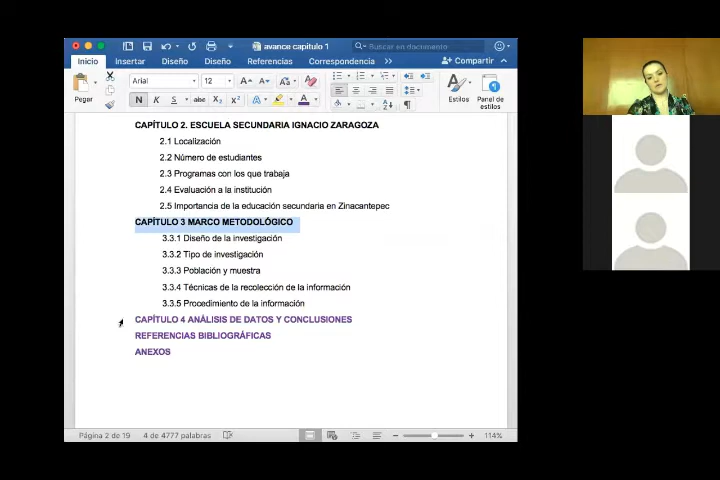 avance capitulo 1
Buscar en documento
Inicio Insertar Diseño Diseño Referencias Correspondencia >> Compartir
Pegar Arial 12 Estilos Panel de estilos
N K S abc X₂ X² A A
CAPÍTULO 2. ESCUELA SECUNDARIA IGNACIO ZARAGOZA
2.1 Localización
2.2 Número de estudiantes
2.3 Programas con los que trabaja
2.4 Evaluación a la institución
2.5 Importancia de la educación secundaria en Zinacantepec
CAPÍTULO 3 MARCO METODOLÓGICO
3.3.1 Diseño de la investigación
3.3.2 Tipo de investigación
3.3.3 Población y muestra
3.3.4 Técnicas de la recolección de la información
3.3.5 Procedimiento de la información
CAPÍTULO 4 ANÁLISIS DE DATOS Y CONCLUSIONES
REFERENCIAS BIBLIOGRÁFICAS
ANEXOS
Página 2 de 19 4 de 4777 palabras 114%